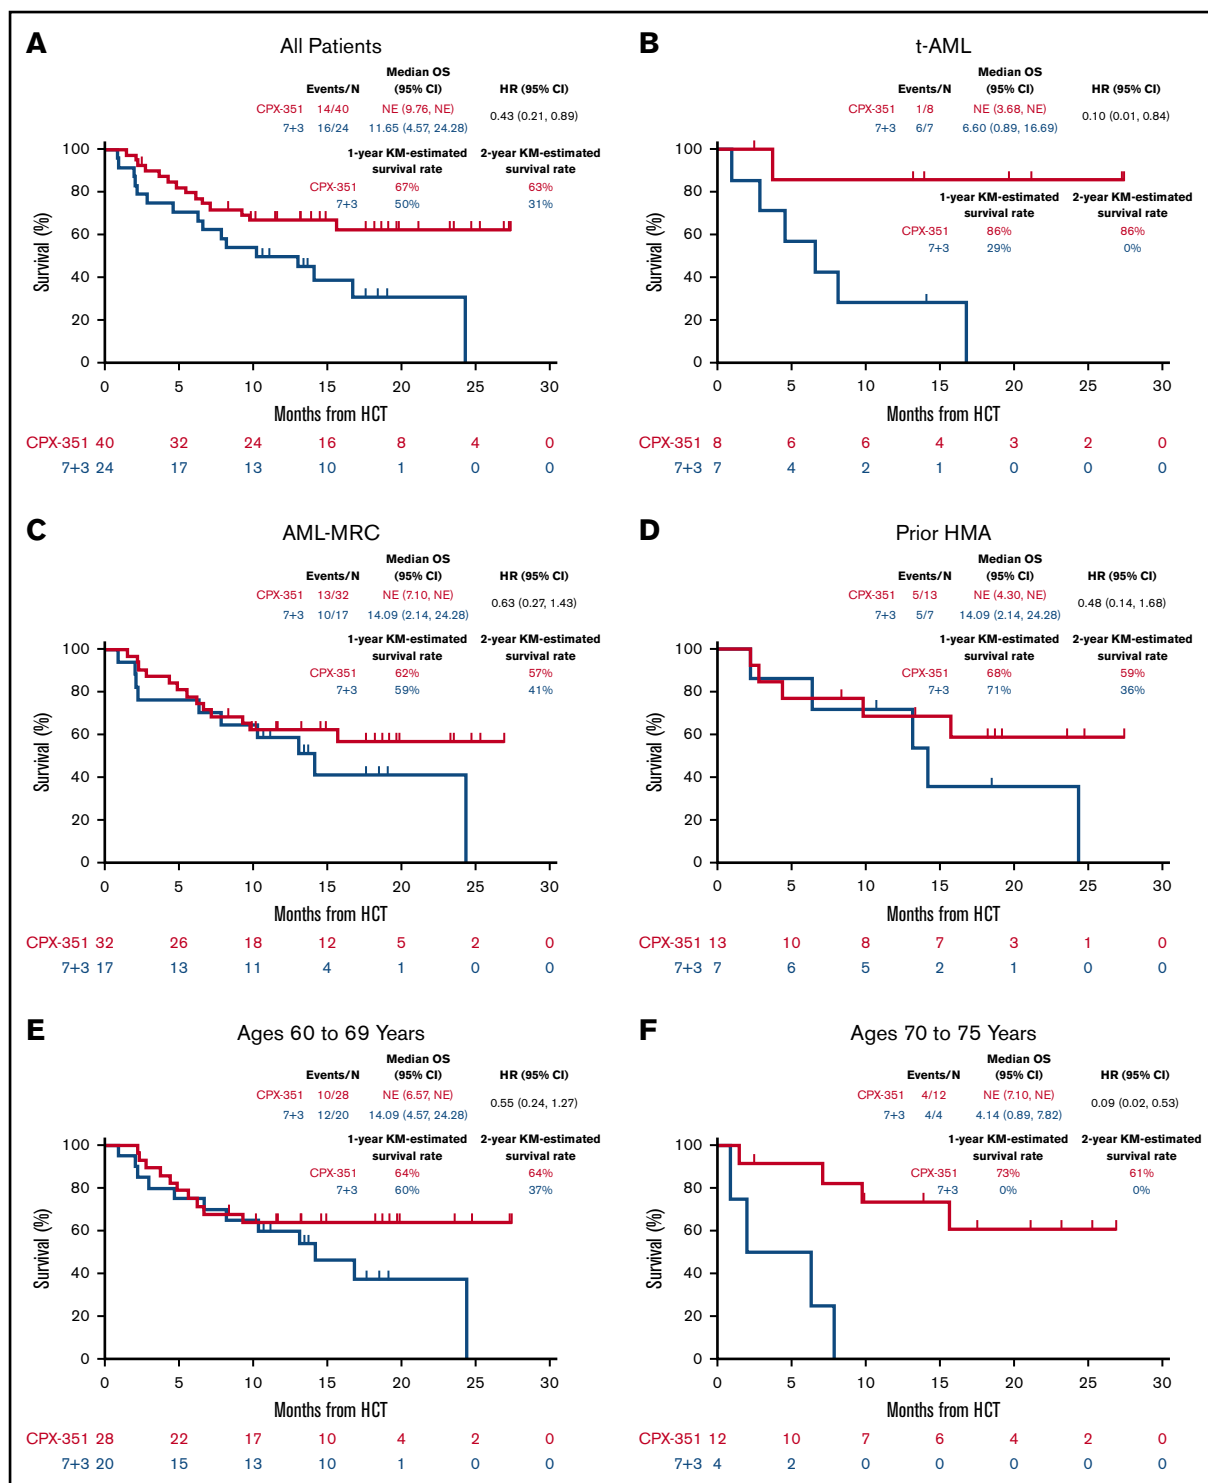 A
All Patients
Median OS
Events/N (95% CI) HR (95% CI)
CPX-351 14/40 NE (9.76, NE)
0.43 (0.21, 0.89)
7+3 16/24 11.65 (4.57, 24.28)
1-year KM-estimated 2-year KM-estimated
survival rate survival rate
CPX-351 67% 63%
7+3 50% 31%
Survival (%)
100
80
60
40
20
0
0 5 10 15 20 25 30
Months from HCT
CPX-351 40 32 24 16 8 4 0
7+3 24 17 13 10 1 0 0
B
t-AML
Median OS
Events/N (95% CI) HR (95% CI)
CPX-351 1/8 NE (3.68, NE)
0.10 (0.01, 0.84)
7+3 6/7 6.60 (0.89, 16.69)
1-year KM-estimated 2-year KM-estimated
survival rate survival rate
CPX-351 86% 86%
7+3 29% 0%
Survival (%)
100
80
60
40
20
0
0 5 10 15 20 25 30
Months from HCT
CPX-351 8 6 6 4 3 2 0
7+3 7 4 2 1 0 0 0
C
AML-MRC
Median OS
Events/N (95% CI) HR (95% CI)
CPX-351 13/32 NE (7.10, NE)
0.63 (0.27, 1.43)
7+3 10/17 14.09 (2.14, 24.28)
1-year KM-estimated 2-year KM-estimated
survival rate survival rate
CPX-351 62% 57%
7+3 59% 41%
Survival (%)
100
80
60
40
20
0
0 5 10 15 20 25 30
Months from HCT
CPX-351 32 26 18 12 5 2 0
7+3 17 13 11 4 1 0 0
D
Prior HMA
Median OS
Events/N (95% CI) HR (95% CI)
CPX-351 5/13 NE (4.30, NE)
0.48 (0.14, 1.68)
7+3 5/7 14.09 (2.14, 24.28)
1-year KM-estimated 2-year KM-estimated
survival rate survival rate
CPX-351 68% 59%
7+3 71% 36%
Survival (%)
100
80
60
40
20
0
0 5 10 15 20 25 30
Months from HCT
CPX-351 13 10 8 7 3 1 0
7+3 7 6 5 2 1 0 0
E
Ages 60 to 69 Years
Median OS
Events/N (95% CI) HR (95% CI)
CPX-351 10/28 NE (6.57, NE)
0.55 (0.24, 1.27)
7+3 12/20 14.09 (4.57, 24.28)
1-year KM-estimated 2-year KM-estimated
survival rate survival rate
CPX-351 64% 64%
7+3 60% 37%
Survival (%)
100
80
60
40
20
0
0 5 10 15 20 25 30
Months from HCT
CPX-351 28 22 17 10 4 2 0
7+3 20 15 13 10 1 0 0
F
Ages 70 to 75 Years
Median OS
Events/N (95% CI) HR (95% CI)
CPX-351 4/12 NE (7.10, NE)
0.09 (0.02, 0.53)
7+3 4/4 4.14 (0.89, 7.82)
1-year KM-estimated 2-year KM-estimated
survival rate survival rate
CPX-351 73% 61%
7+3 0% 0%
Survival (%)
100
80
60
40
20
0
0 5 10 15 20 25 30
Months from HCT
CPX-351 12 10 7 6 4 2 0
7+3 4 2 0 0 0 0 0